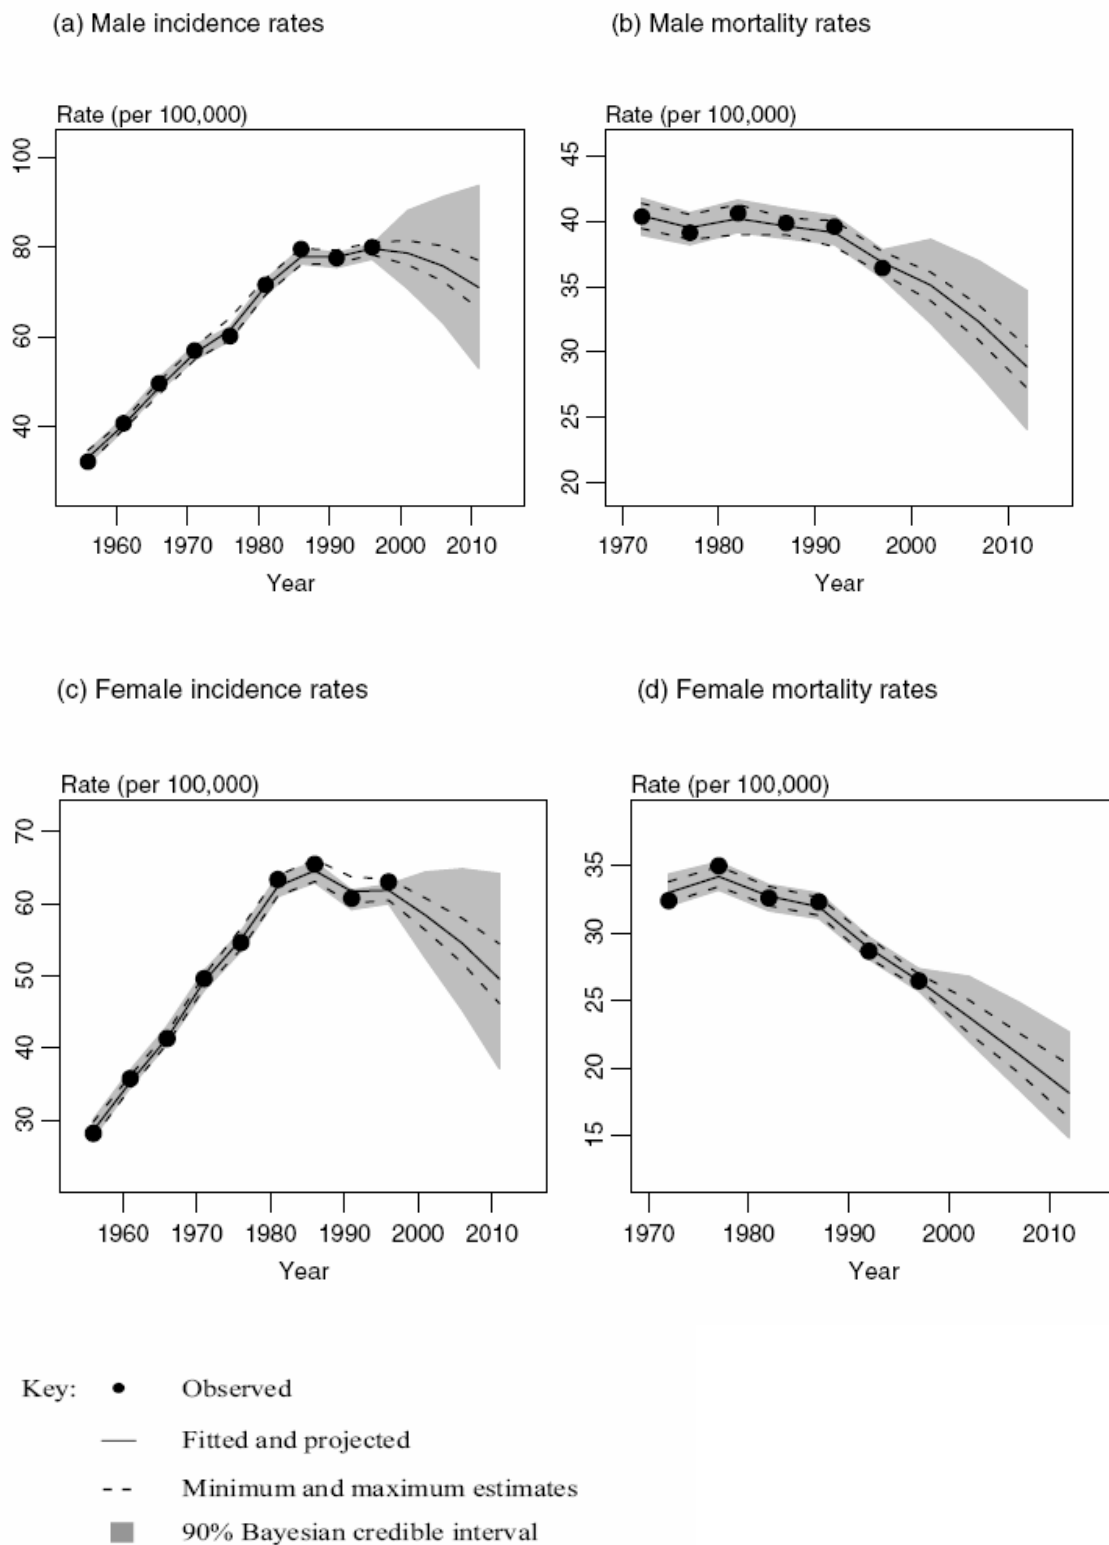 (a) Male incidence rates
(b) Male mortality rates
Rate (per 100,000)
100
80
60
40
1960 1970 1980 1990 2000 2010
Year
Rate (per 100,000)
45
40
35
30
25
20
1970 1980 1990 2000 2010
Year
(c) Female incidence rates
(d) Female mortality rates
Rate (per 100,000)
70
60
50
40
30
1960 1970 1980 1990 2000 2010
Year
Rate (per 100,000)
35
30
25
20
15
1970 1980 1990 2000 2010
Year
Key: Observed
Fitted and projected
Minimum and maximum estimates
90% Bayesian credible interval